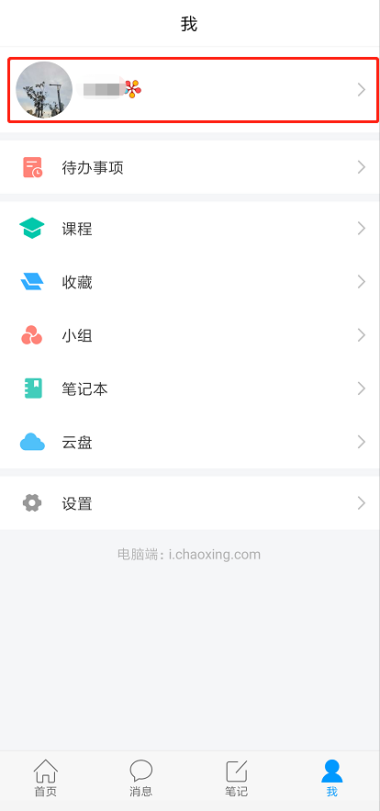 我
待办事项
课程
收藏
小组
笔记本
云盘
设置
电脑端：i.chaoxing.com
首页
消息
笔记
我